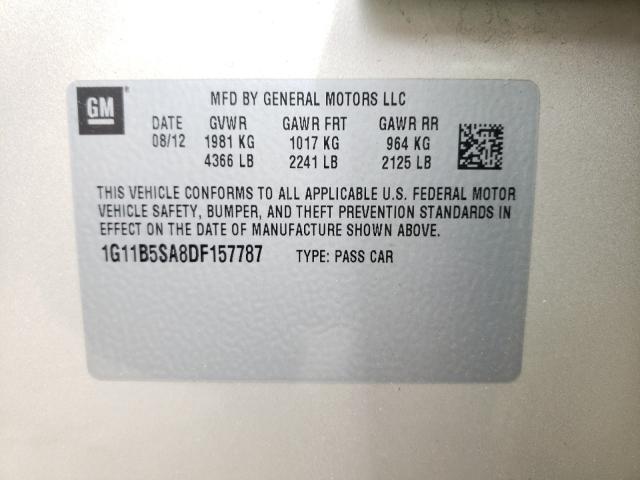 GM
MFD BY GENERAL MOTORS LLC
DATE GVWR GAWR FRT GAWR RR
08/12 1981 KG 1017 KG 964 KG
4366 LB 2241 LB 2125 LB
THIS VEHICLE CONFORMS TO ALL APPLICABLE U.S. FEDERAL MOTOR
VEHICLE SAFETY, BUMPER, AND THEFT PREVENTION STANDARDS IN
EFFECT ON THE DATE OF MANUFACTURE SHOWN ABOVE.
1G11B5SA8DF157787 TYPE: PASS CAR